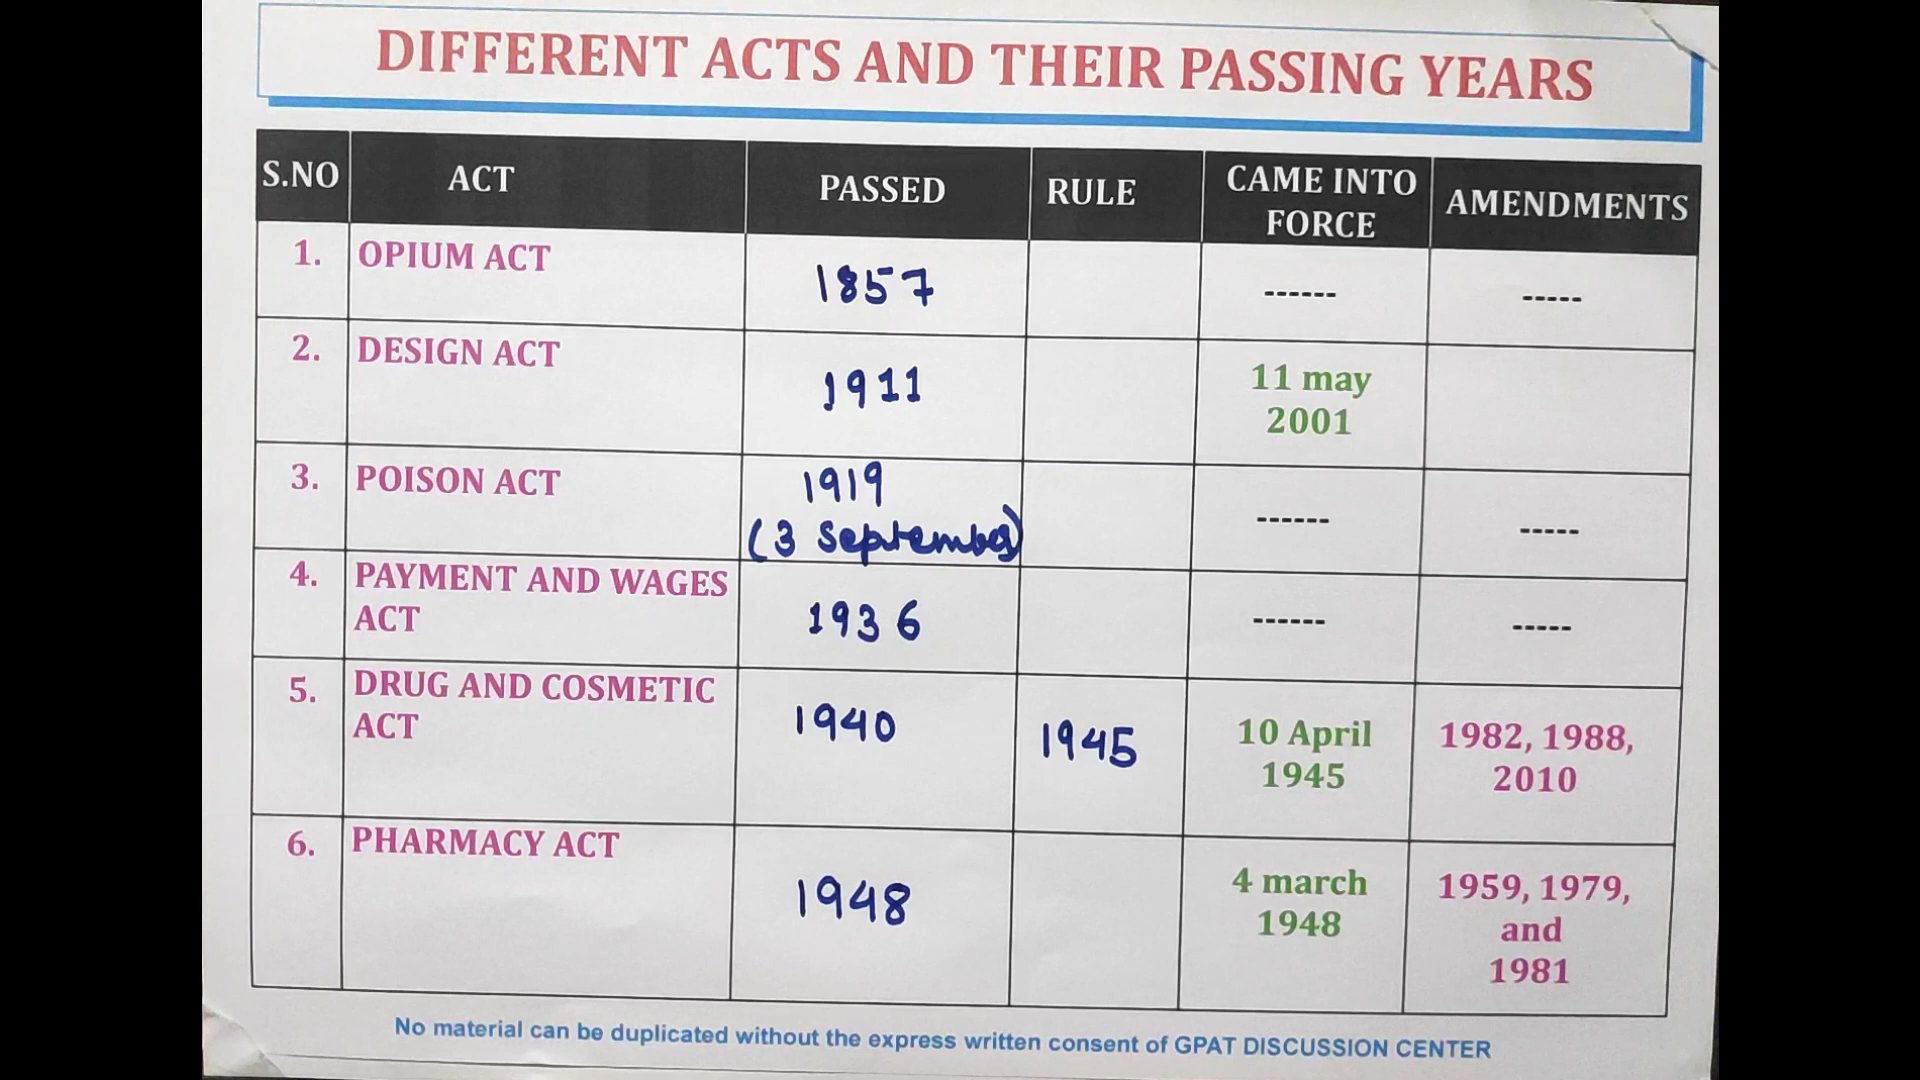 DIFFERENT ACTS AND THEIR PASSING YEARS
S.NO ACT PASSED RULE CAME INTO FORCE AMENDMENTS
1. OPIUM ACT 1857 ------ -----
2. DESIGN ACT 1911 11 may 2001
3. POISON ACT 1919 (3 September) ------ -----
4. PAYMENT AND WAGES ACT 1936 ------ -----
5. DRUG AND COSMETIC ACT 1940 1945 10 April 1945 1982, 1988, 2010
6. PHARMACY ACT 1948 4 march 1948 1959, 1979, and 1981
No material can be duplicated without the express written consent of GPAT DISCUSSION CENTER